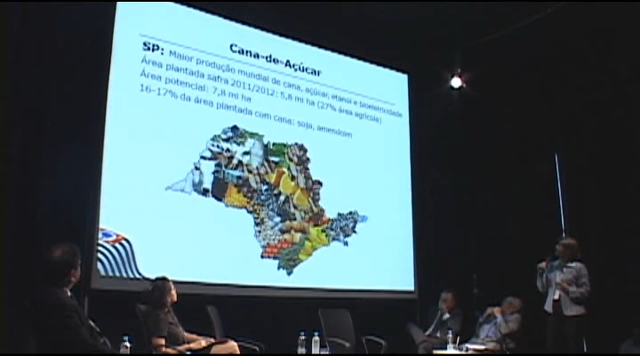 Cana-de-Açúcar
SP: Maior produção mundial de cana, açúcar, etanol e bioeletricidade
Área plantada safra 2011/2012: 5,8 mi ha (27% área agrícola)
Área potencial: 7,8 mi ha
16-17% da área plantada com cana: soja, amendoim